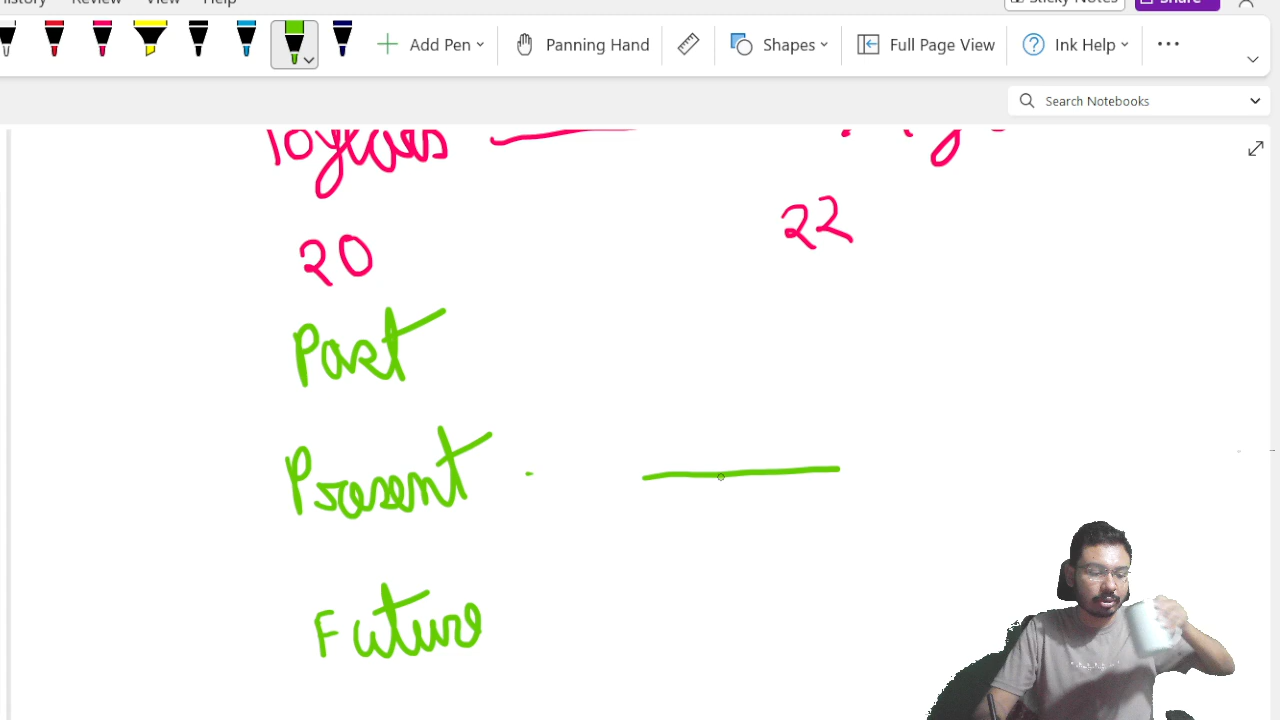 History Review View Help
Sticky Notes Share
Add Pen Panning Hand Shapes Full Page View Ink Help
Search Notebooks
22
20
Past
Present -
Future